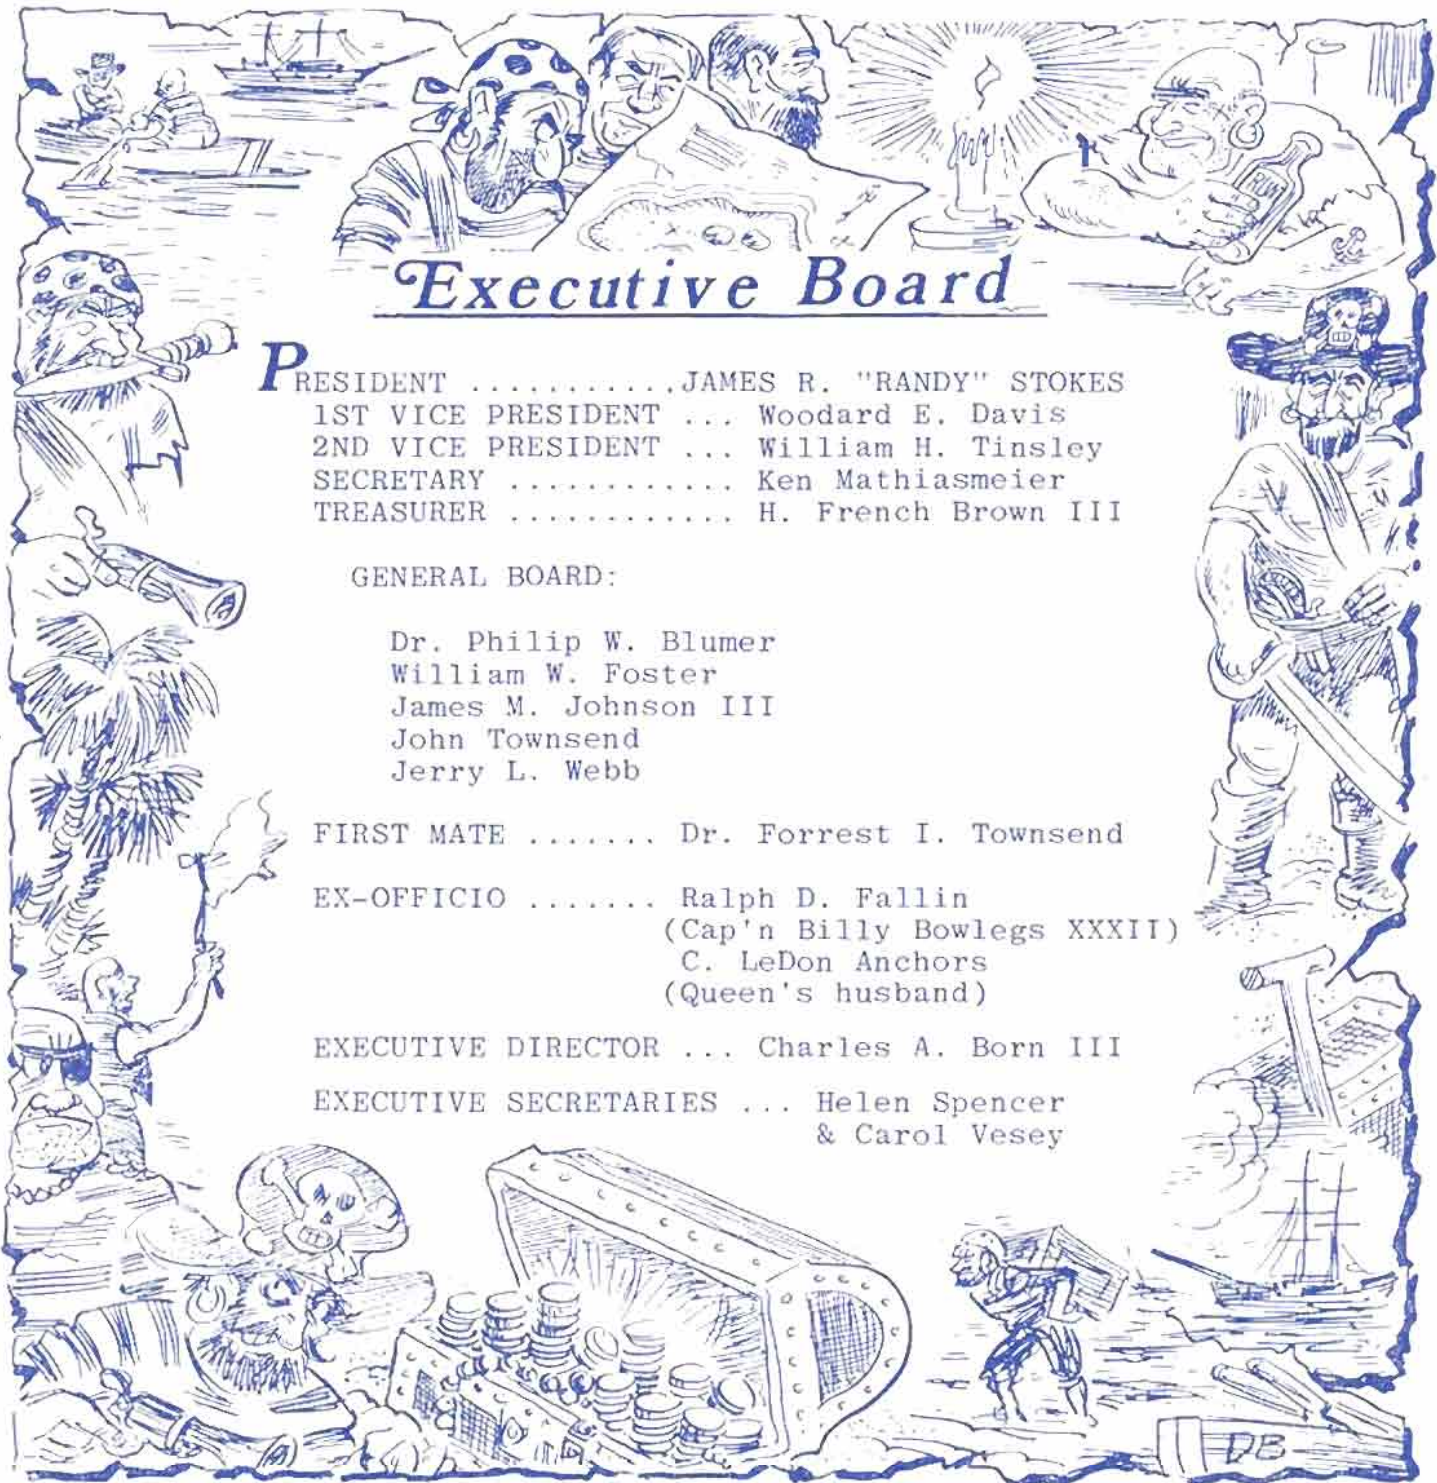 RUM
Executive Board
PRESIDENT ...........JAMES R. "RANDY" STOKES
1ST VICE PRESIDENT ... Woodard E. Davis
2ND VICE PRESIDENT ... William H. Tinsley
SECRETARY ............ Ken Mathiasmeier
TREASURER ............ H. French Brown III
GENERAL BOARD:
Dr. Philip W. Blumer
William W. Foster
James M. Johnson III
John Townsend
Jerry L. Webb
FIRST MATE ....... Dr. Forrest I. Townsend
EX-OFFICIO ....... Ralph D. Fallin
(Cap'n Billy Bowlegs XXXII)
C. LeDon Anchors
(Queen's husband)
EXECUTIVE DIRECTOR ... Charles A. Born III
EXECUTIVE SECRETARIES ... Helen Spencer
& Carol Vesey
DB